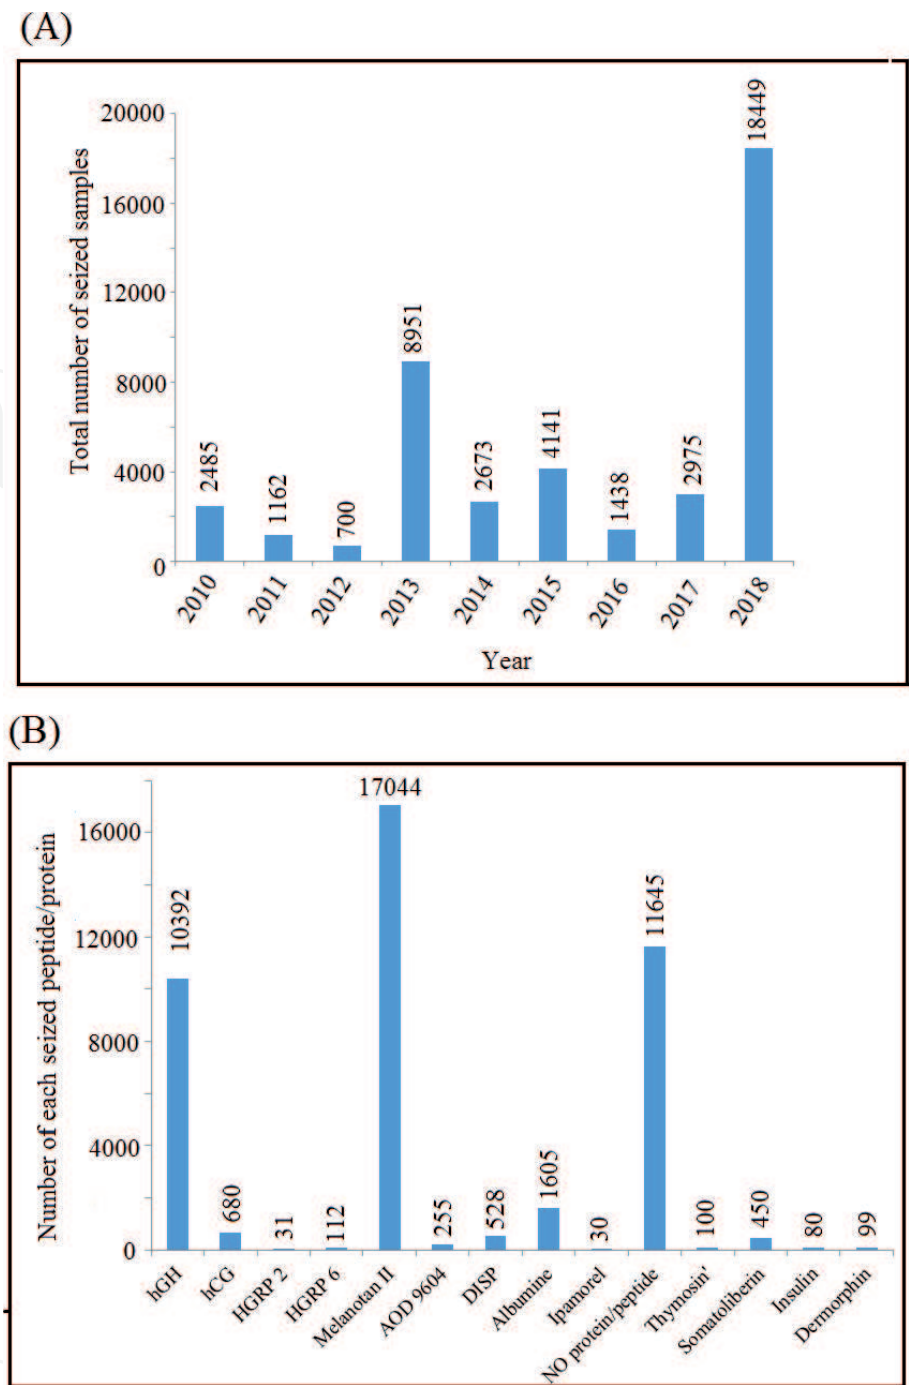 (A)
Total number of seized samples
20000
16000
12000
8000
4000
0
2485
1162
700
8951
2673
4141
1438
2975
18449
2010
2011
2012
2013
2014
2015
2016
2017
2018
Year
(B)
Number of each seized peptide/protein
16000
12000
8000
4000
0
10392
680
31
112
17044
255
528
1605
30
11645
100
450
80
99
hGH
hCG
HGRP 2
HGRP 6
Melanotan II
AOD 9604
DISP
Albumine
Ipamorel
NO protein/peptide
Thymosin'
Somatoliberin
Insulin
Dermorphin